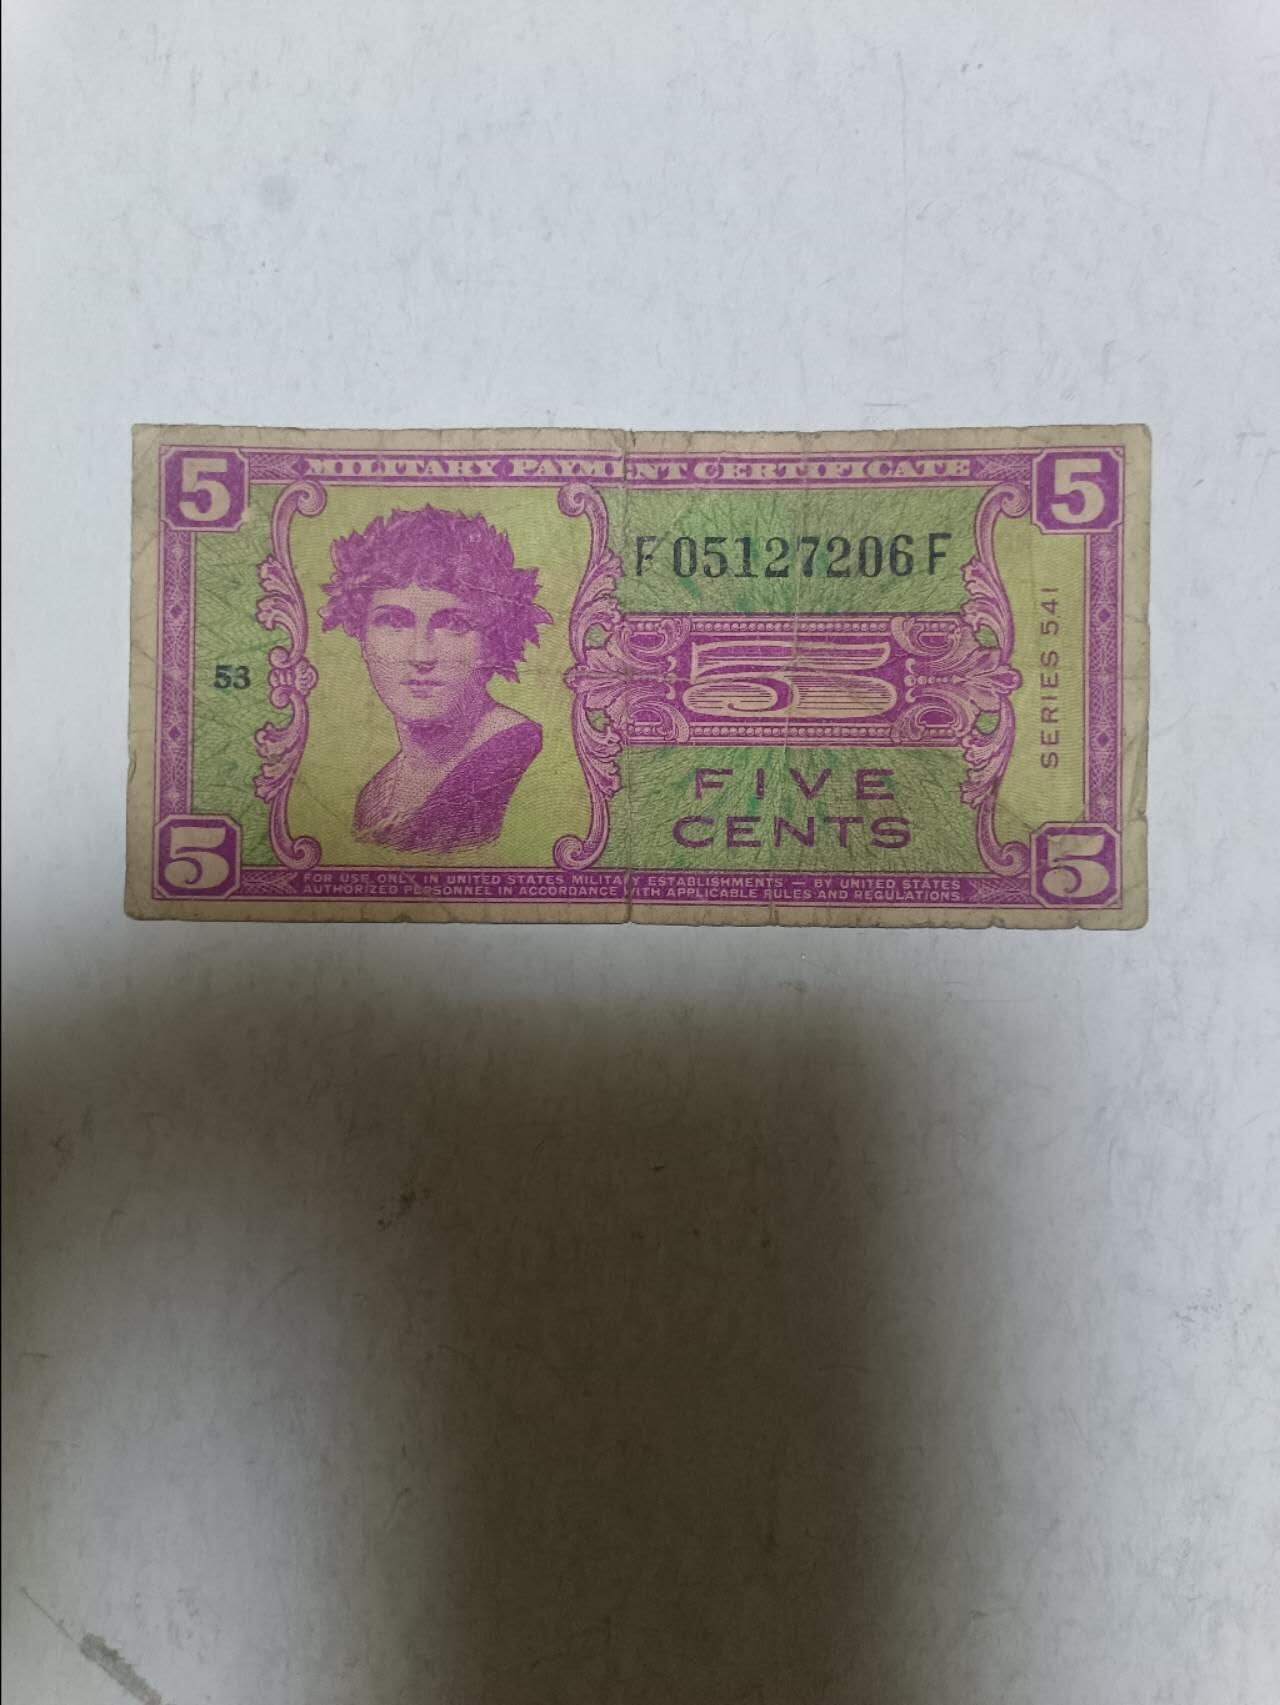 5 MILITARY PAYMENT CERTIFICATE 5
F05127206F
53
5
SERIES 541
FIVE
CENTS
5 5
FOR USE ONLY IN UNITED STATES MILITARY ESTABLISHMENTS — BY UNITED STATES
AUTHORIZED PERSONNEL IN ACCORDANCE WITH APPLICABLE RULES AND REGULATIONS.